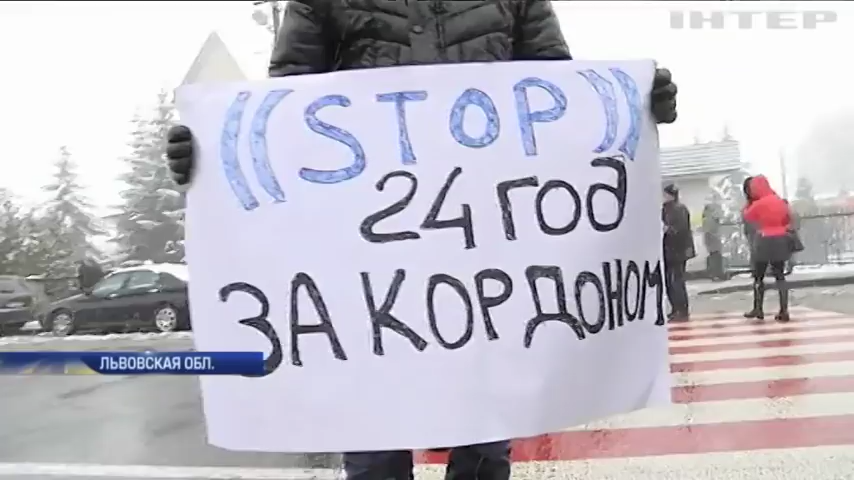 ІНТЕР
((STOP))
24 год
ЗА КОРДОНОМ
ЛЬВОВСКАЯ ОБЛ.